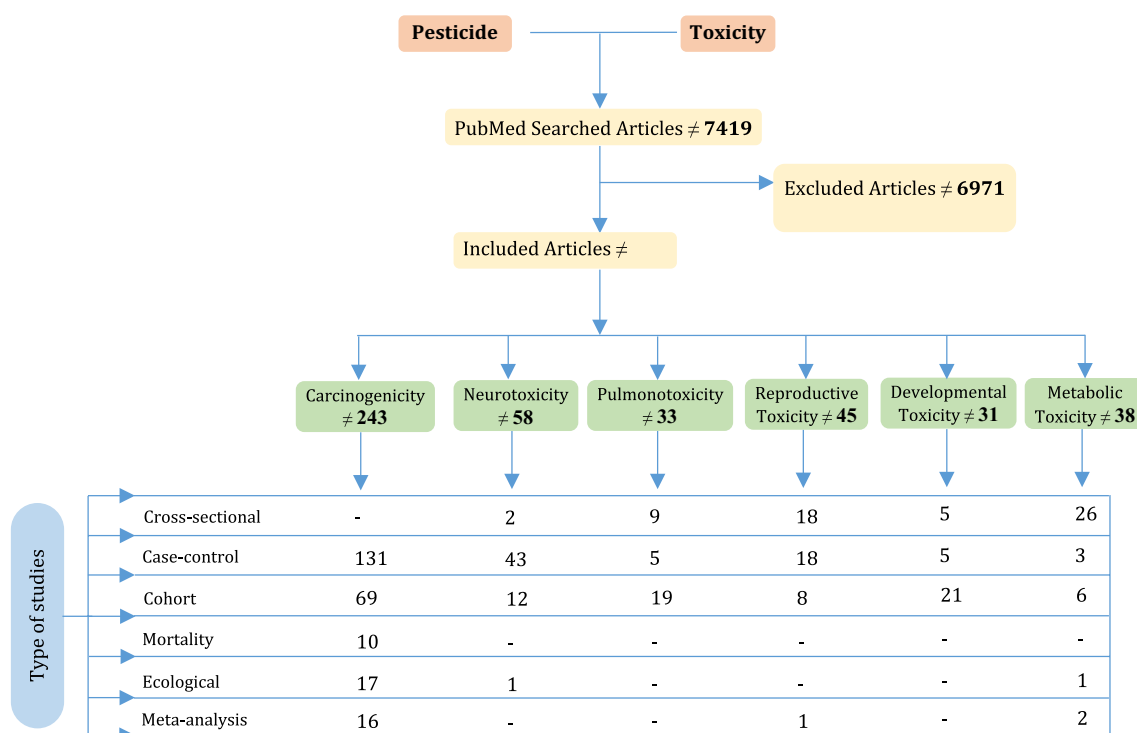 Pesticide
Toxicity
PubMed Searched Articles ≠ 7419
Excluded Articles ≠ 6971
Included Articles ≠
Carcinogenicity
≠ 243
Neurotoxicity
≠ 58
Pulmonotoxicity
≠ 33
Reproductive
Toxicity ≠ 45
Developmental
Toxicity ≠ 31
Metabolic
Toxicity ≠ 38
Type of studies
Cross-sectional - 2 9 18 5 26
Case-control 131 43 5 18 5 3
Cohort 69 12 19 8 21 6
Mortality 10 - - - - -
Ecological 17 1 - - - 1
Meta-analysis 16 - - 1 - 2